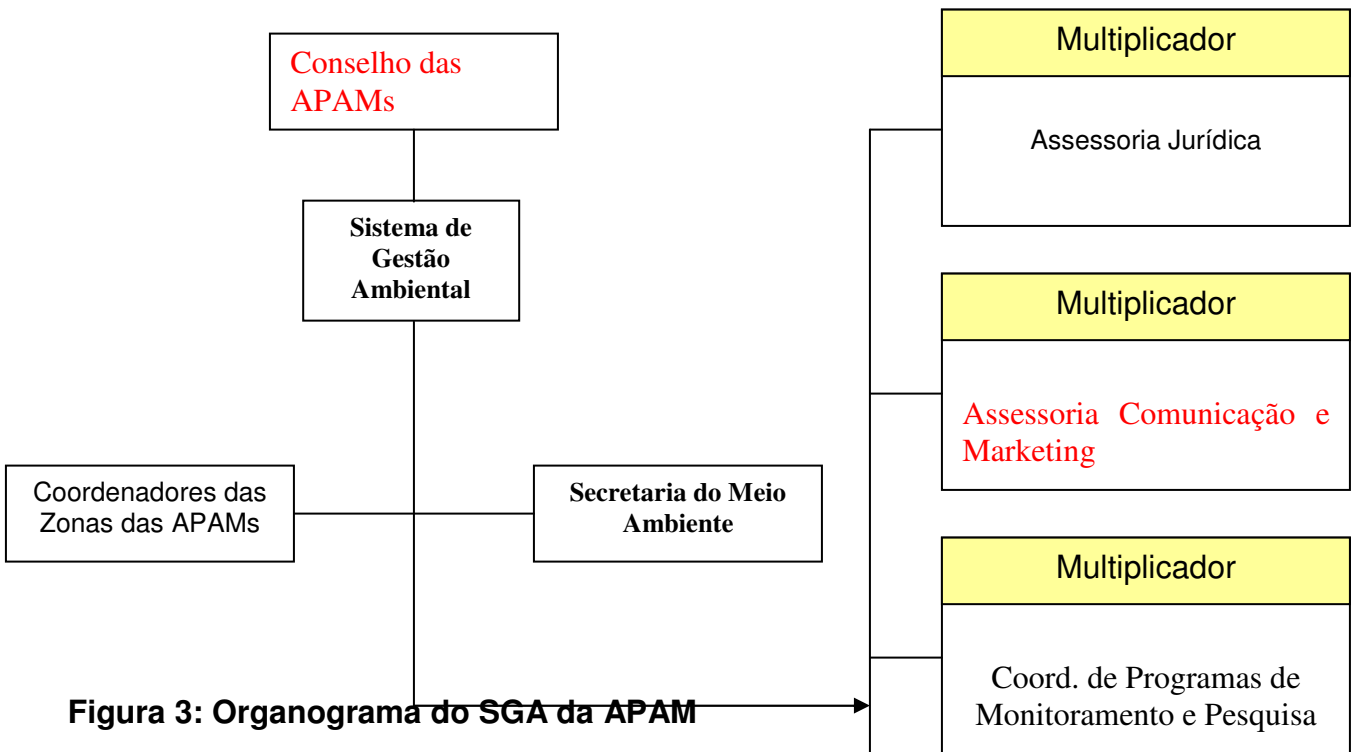 Conselho das
APAMs
Sistema de
Gestão
Ambiental
Coordenadores das
Zonas das APAMs
Secretaria do Meio
Ambiente
Multiplicador
Assessoria Jurídica
Multiplicador
Assessoria Comunicação e
Marketing
Multiplicador
Coord. de Programas de
Monitoramento e Pesquisa
Figura 3: Organograma do SGA da APAM